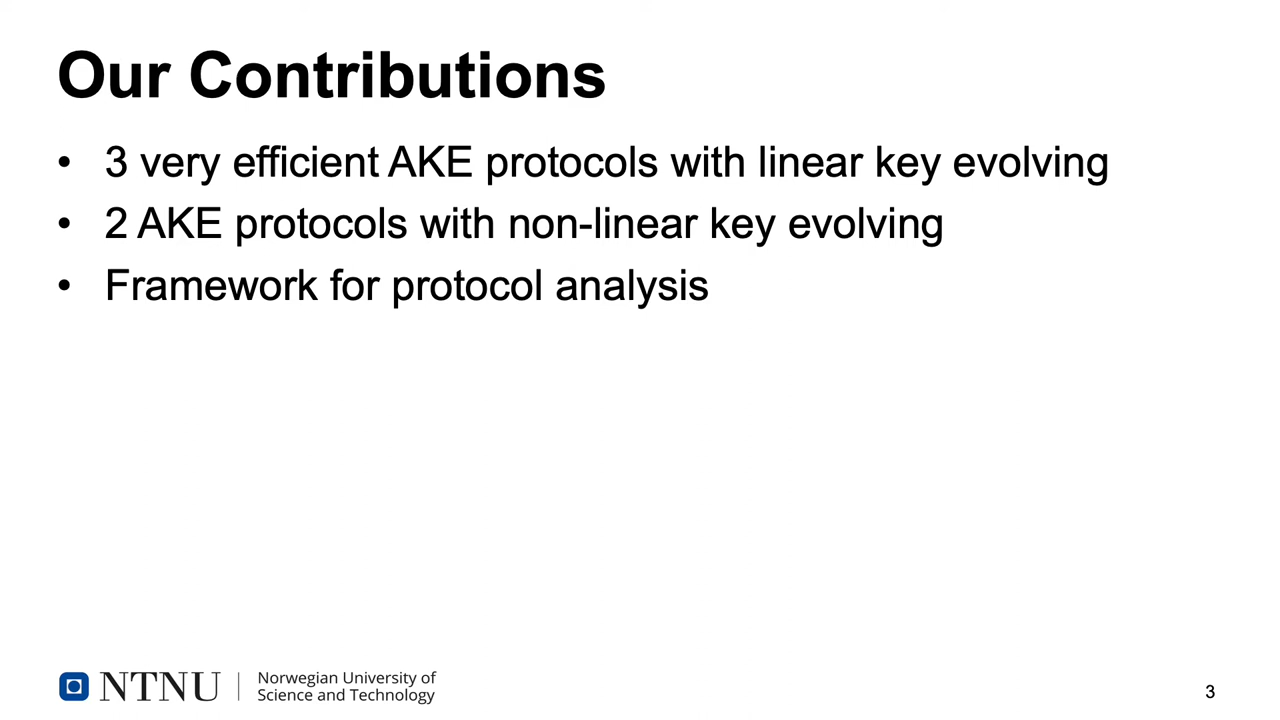 Our Contributions
• 3 very efficient AKE protocols with linear key evolving
• 2 AKE protocols with non-linear key evolving
• Framework for protocol analysis
NTNU
Norwegian University of
Science and Technology
3